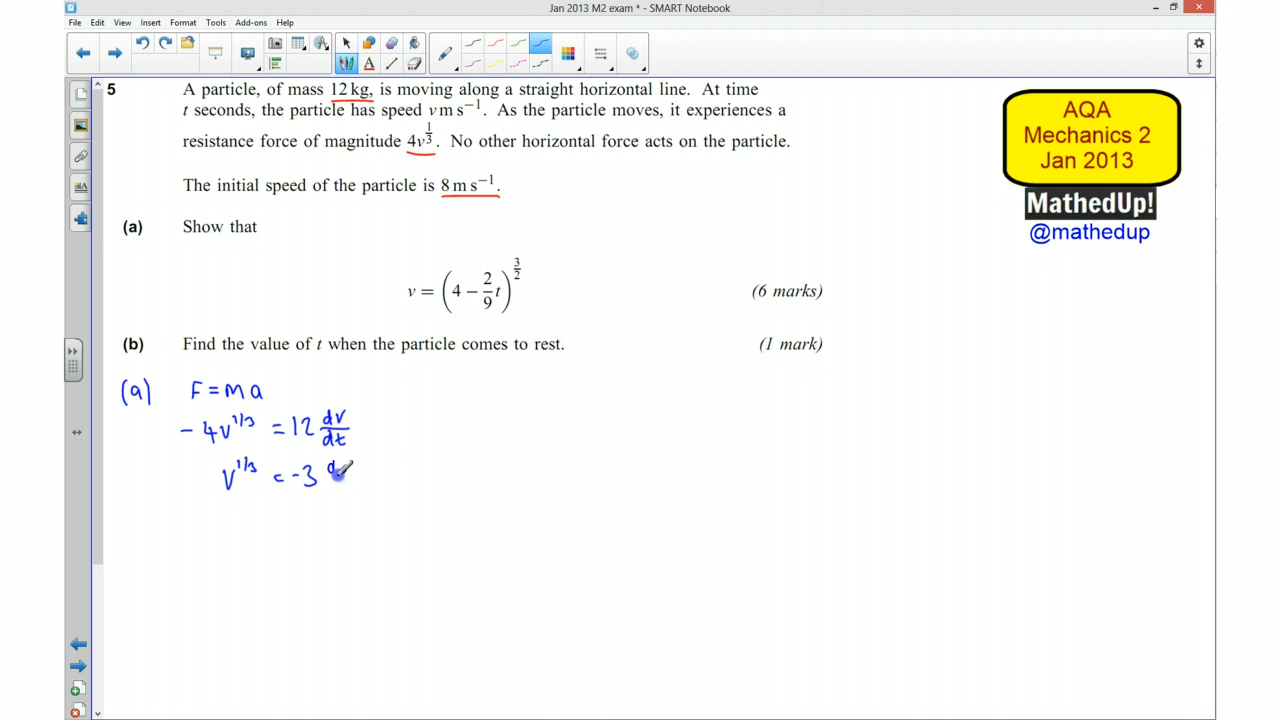 Jan 2013 M2 exam * - SMART Notebook
File Edit View Insert Format Tools Add-ons Help
5 A particle, of mass 12 kg, is moving along a straight horizontal line. At time
t seconds, the particle has speed v m s⁻¹. As the particle moves, it experiences a
resistance force of magnitude 4v^(1/3). No other horizontal force acts on the particle.
The initial speed of the particle is 8 m s⁻¹.
(a) Show that
v = (4 − 2/9 t)^(3/2) (6 marks)
(b) Find the value of t when the particle comes to rest. (1 mark)
(a) F = ma
- 4v^1/3 = 12 dv/dt
v^1/3 = -3 d
AQA
Mechanics 2
Jan 2013
MathedUp!
@mathedup